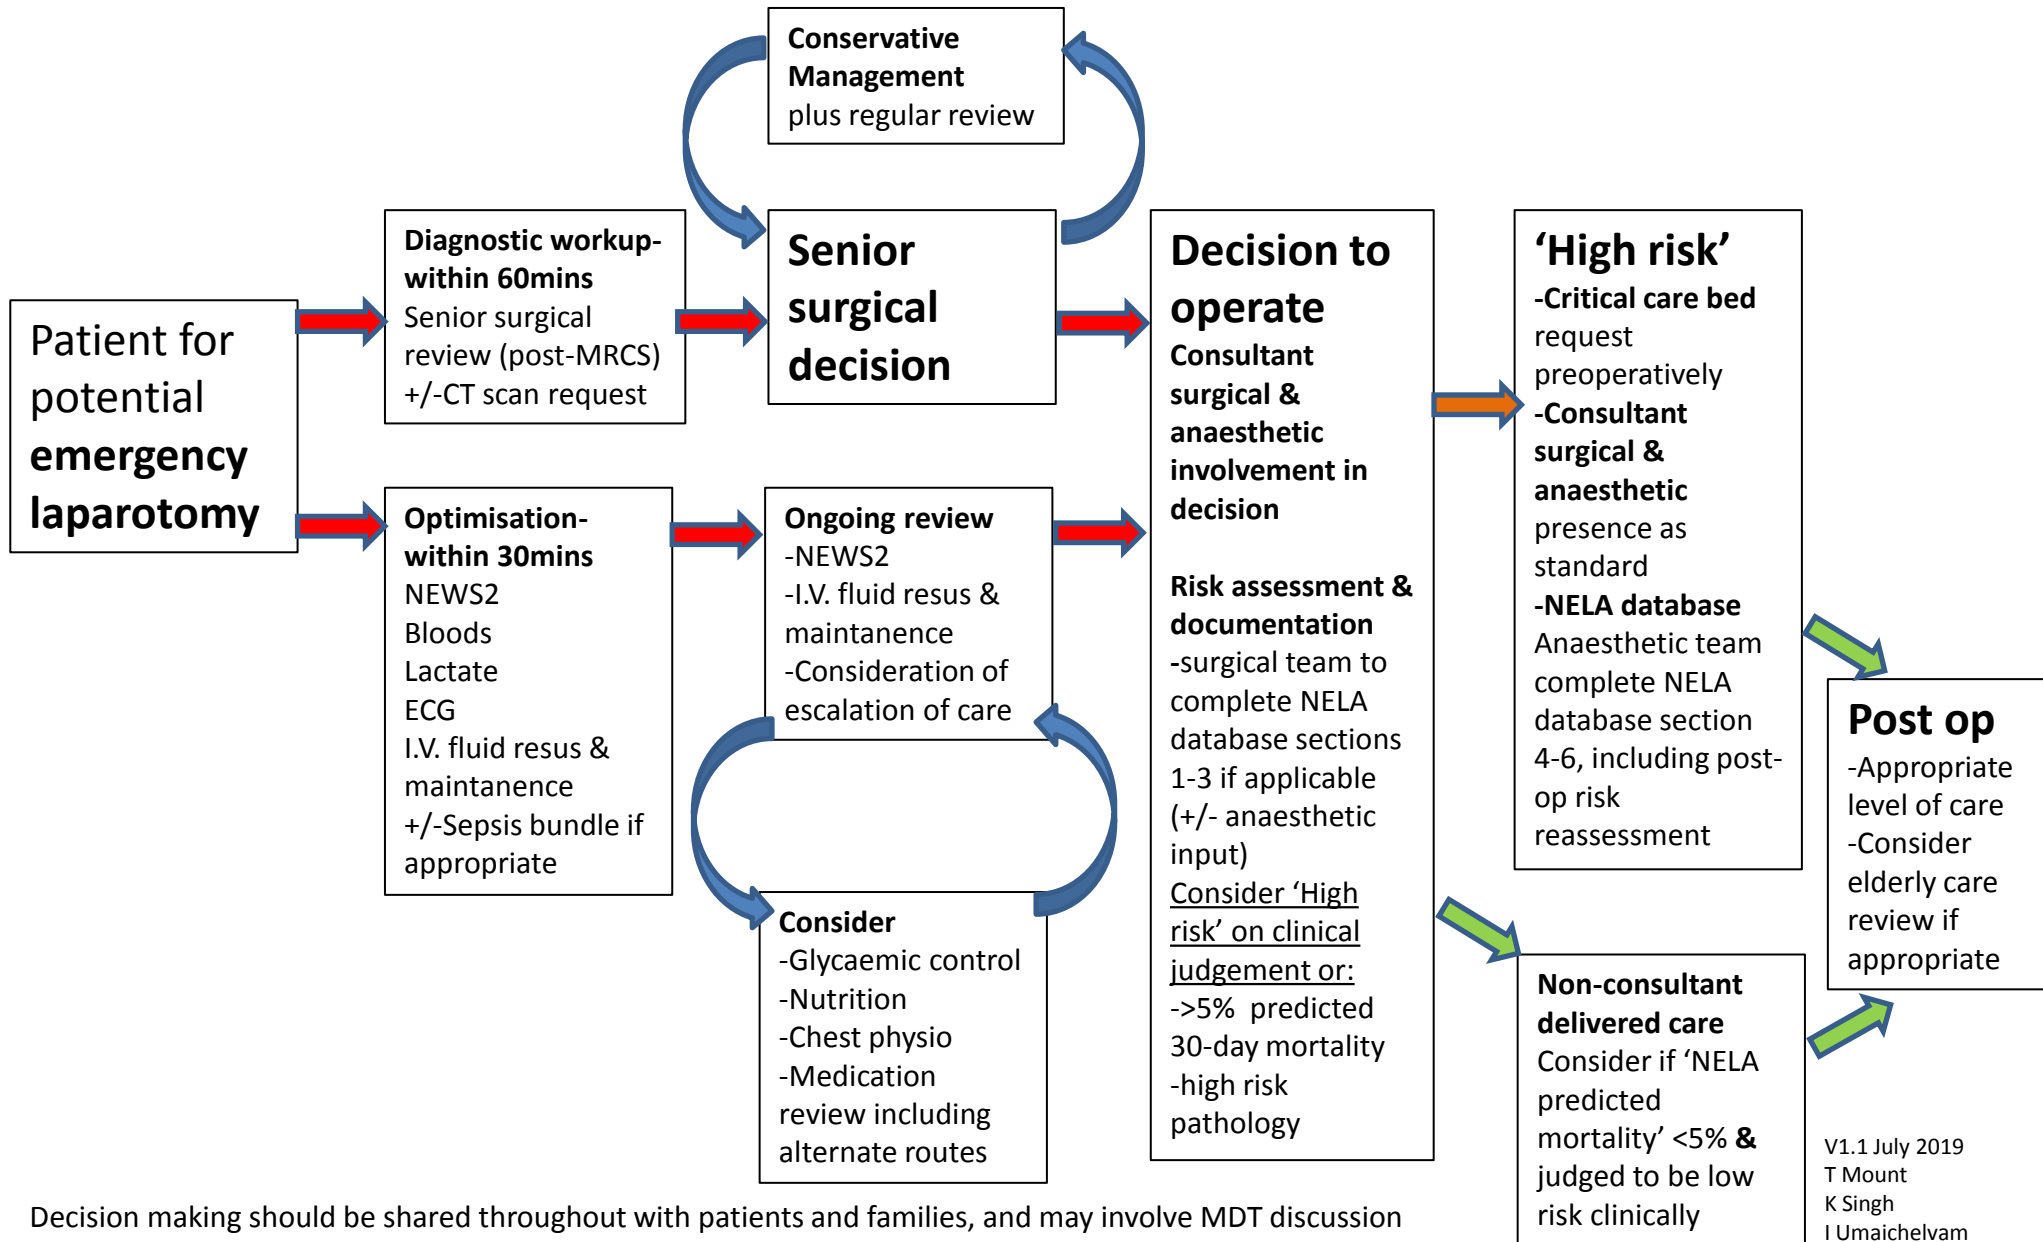 Conservative
Management
plus regular review
Patient for
potential
emergency
laparotomy
Diagnostic workup-
within 60mins
Senior surgical
review (post-MRCS)
+/-CT scan request
Senior
surgical
decision
Optimisation-
within 30mins
NEWS2
Bloods
Lactate
ECG
I.V. fluid resus &
maintanence
+/-Sepsis bundle if
appropriate
Ongoing review
-NEWS2
-I.V. fluid resus &
maintanence
-Consideration of
escalation of care
Consider
-Glycaemic control
-Nutrition
-Chest physio
-Medication
review including
alternate routes
Decision to
operate
Consultant
surgical &
anaesthetic
involvement in
decision
Risk assessment &
documentation
-surgical team to
complete NELA
database sections
1-3 if applicable
(+/- anaesthetic
input)
Consider ‘High
risk’ on clinical
judgement or:
->5%  predicted
30-day mortality
-high risk
pathology
‘High risk’
-Critical care bed
request
preoperatively
-Consultant
surgical &
anaesthetic
presence as
standard
-NELA database
Anaesthetic team
complete NELA
database section
4-6, including post-
op risk
reassessment
Non-consultant
delivered care
Consider if ‘NELA
predicted
mortality’ <5% &
judged to be low
risk clinically
Post op
-Appropriate
level of care
-Consider
elderly care
review if
appropriate
V1.1 July 2019
T Mount
K Singh
I Umaichelvam
Decision making should be shared throughout with patients and families, and may involve MDT discussion